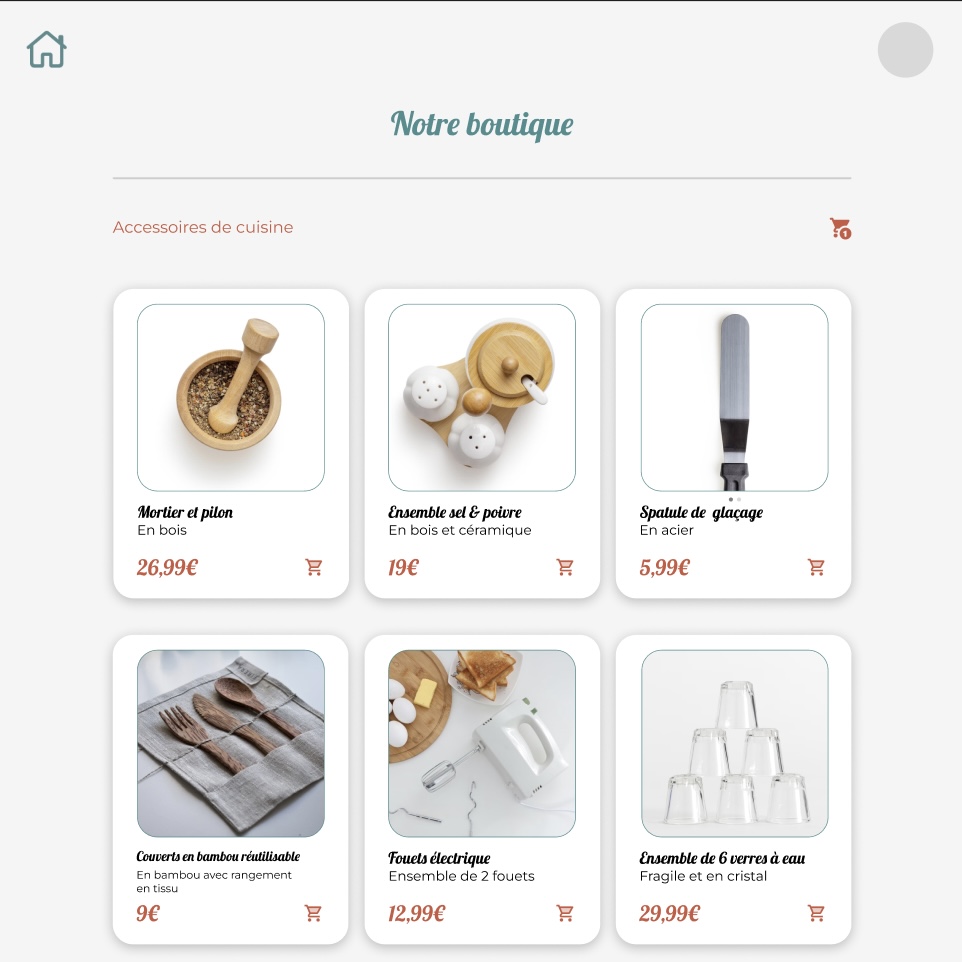 Notre boutique
Accessoires de cuisine
1
Mortier et pilon
En bois
26,99€
Ensemble sel & poivre
En bois et céramique
19€
Spatule de glaçage
En acier
5,99€
Couverts en bambou réutilisable
En bambou avec rangement
en tissu
9€
Fouets électrique
Ensemble de 2 fouets
12,99€
Ensemble de 6 verres à eau
Fragile et en cristal
29,99€